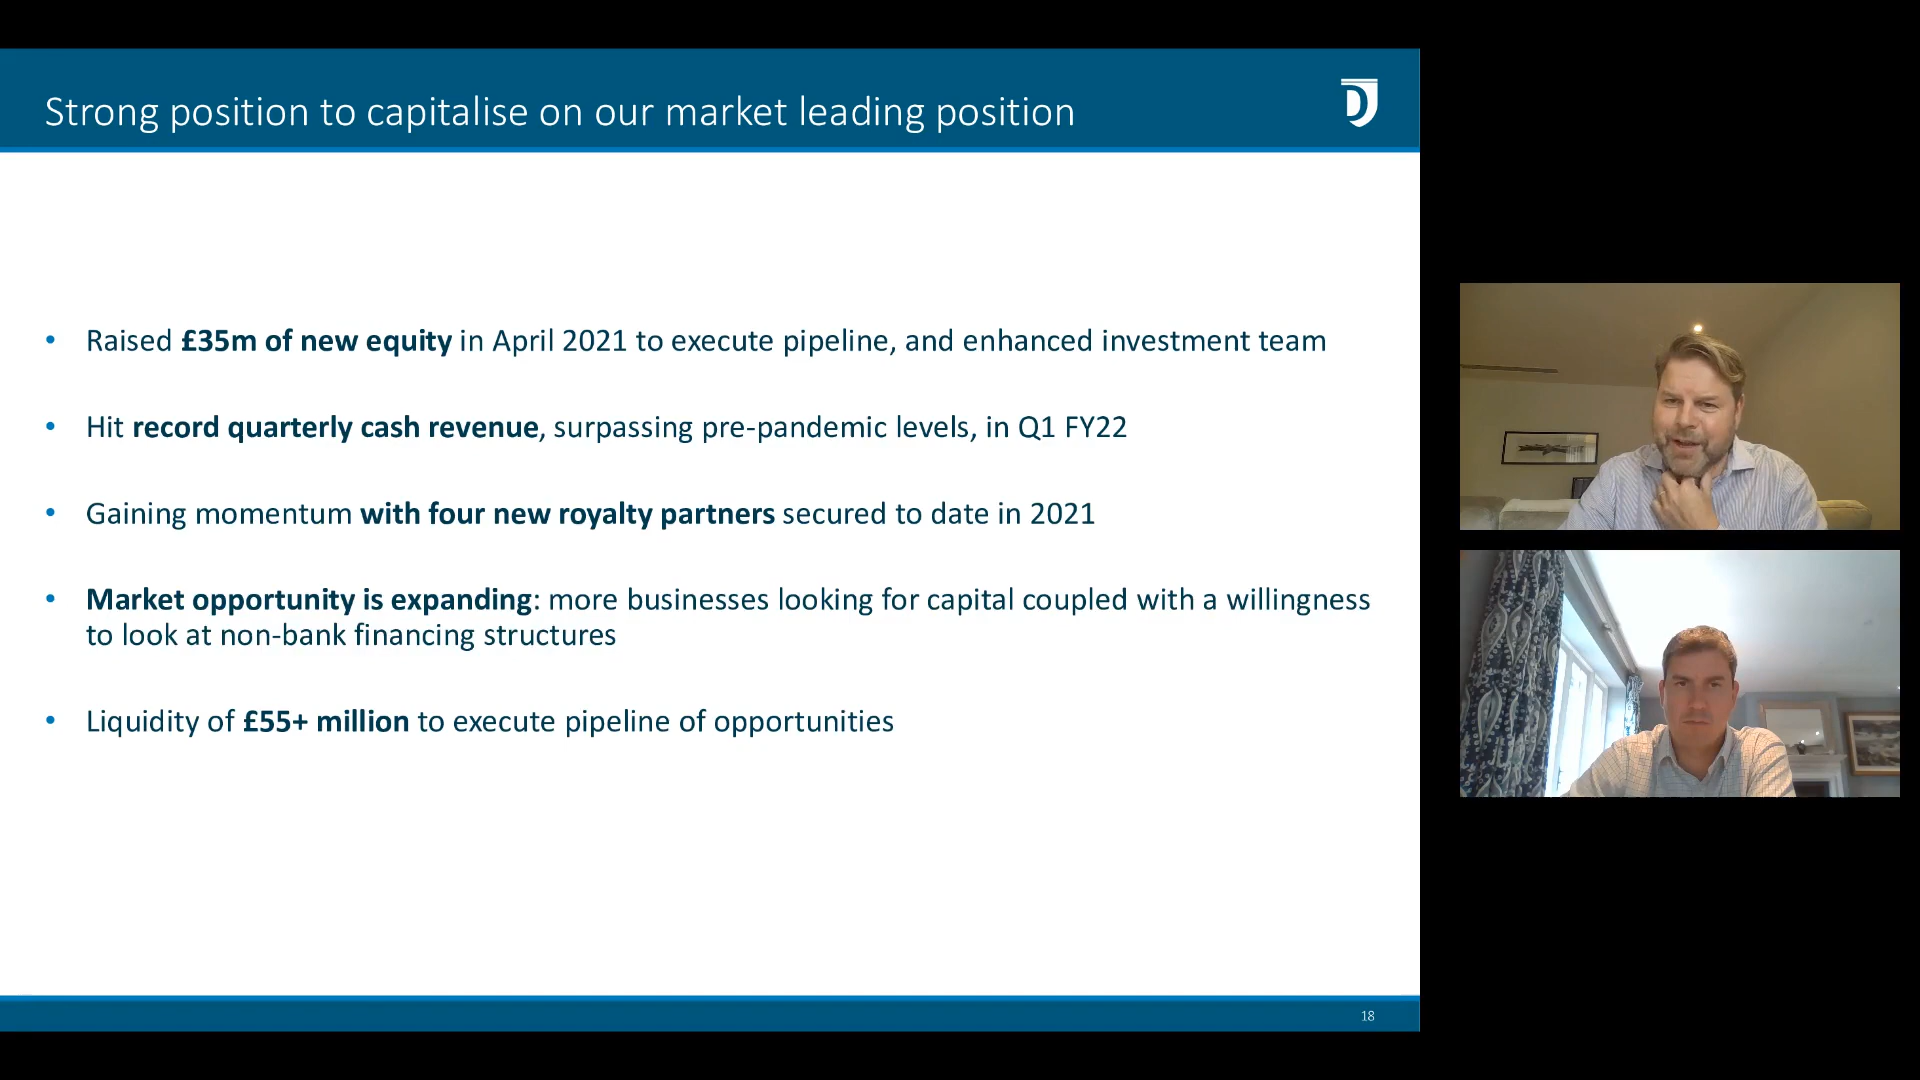 Strong position to capitalise on our market leading position
• Raised £35m of new equity in April 2021 to execute pipeline, and enhanced investment team
• Hit record quarterly cash revenue, surpassing pre-pandemic levels, in Q1 FY22
• Gaining momentum with four new royalty partners secured to date in 2021
• Market opportunity is expanding: more businesses looking for capital coupled with a willingness
to look at non-bank financing structures
• Liquidity of £55+ million to execute pipeline of opportunities
18